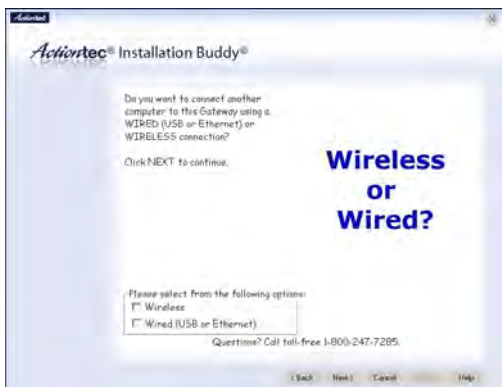 Actiontec
Actiontec® Installation Buddy®
Do you want to connect another
computer to this Gateway using a
WIRED (USB or Ethernet) or
WIRELESS connection?
Click NEXT to continue.
Wireless
or
Wired?
Please select from the following options:
Wireless
Wired (USB or Ethernet)
Questions? Call toll-free 1-800-247-7285.
< Back Next > Cancel Help